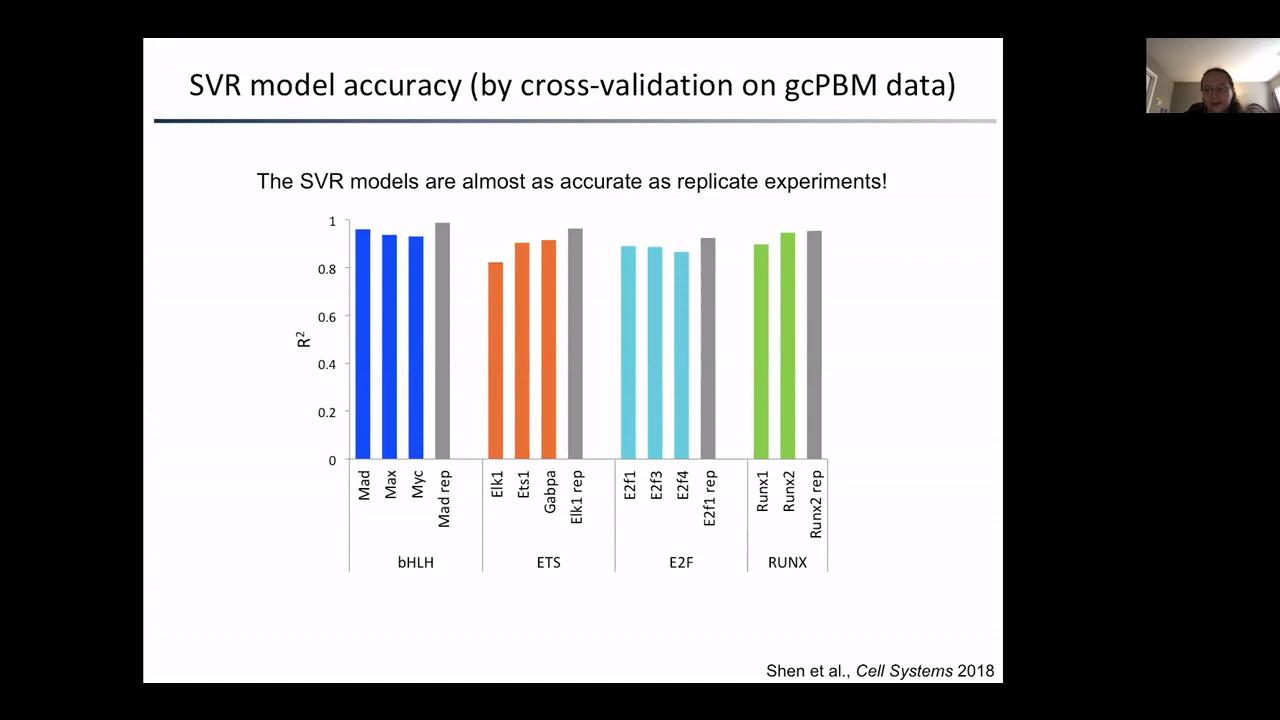 SVR model accuracy (by cross-validation on gcPBM data)
The SVR models are almost as accurate as replicate experiments!
1
0.8
0.6
0.4
0.2
0
R²
Mad
Max
Myc
Mad rep
Elk1
Ets1
Gabpa
Elk1 rep
E2f1
E2f3
E2f4
E2f1 rep
Runx1
Runx2
Runx2 rep
bHLH
ETS
E2F
RUNX
Shen et al., Cell Systems 2018